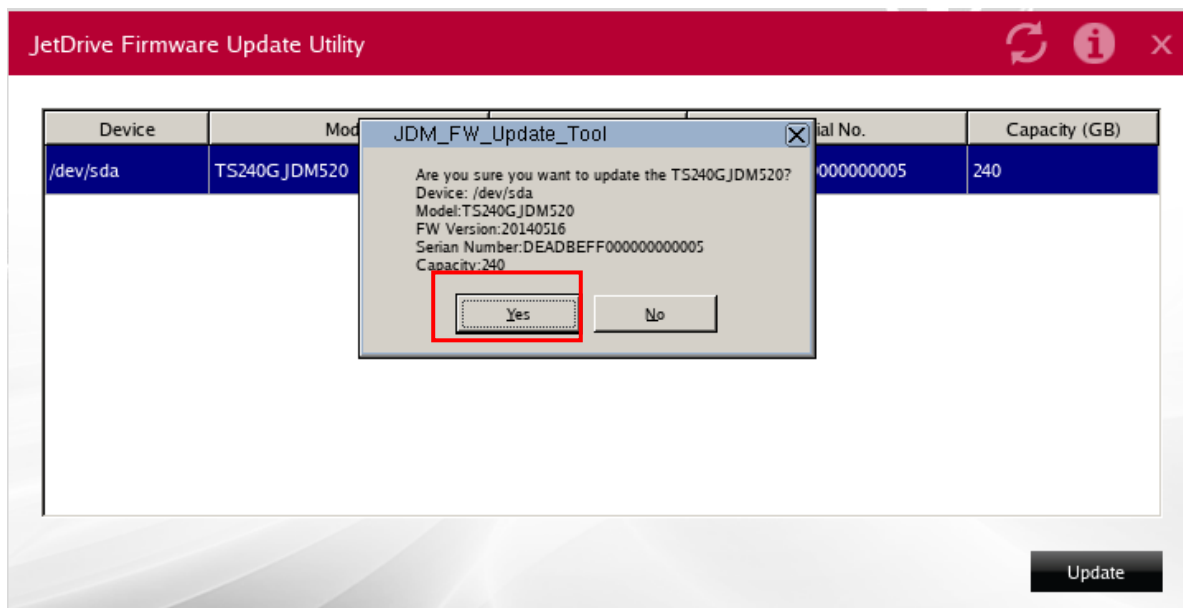 JetDrive Firmware Update Utility
Device
Mod
ial No.
Capacity (GB)
/dev/sda
TS240GJDM520
000000005
240
JDM_FW_Update_Tool
Are you sure you want to update the TS240GJDM520?
Device: /dev/sda
Model:TS240GJDM520
FW Version:20140516
Serian Number:DEADBEFF000000000005
Capacity:240
Yes
No
Update